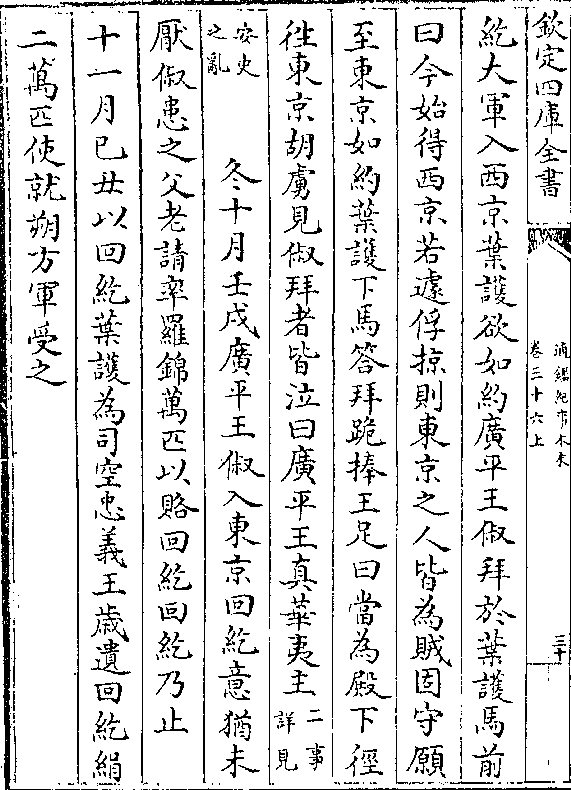 欽定四庫全書
通鑑紀事本末
卷三十六上
三十
紇大軍入西京葉護欲如約廣平王俶拜於葉護馬前
曰今始得西京若遽俘掠則東京之人皆為賊固守願
至東京如約葉護下馬答拜跪捧王足曰當為殿下徑
徃東京胡虜見俶拜者皆泣曰廣平王真華夷主二事詳見
安史之亂　冬十月壬戌廣平王俶入東京回紇意猶未
厭俶患之父老請率羅錦萬匹以賂回紇回紇乃止
十一月已丑以回紇葉護為司空忠義王歲遺回紇絹
二萬匹使就朔方軍受之